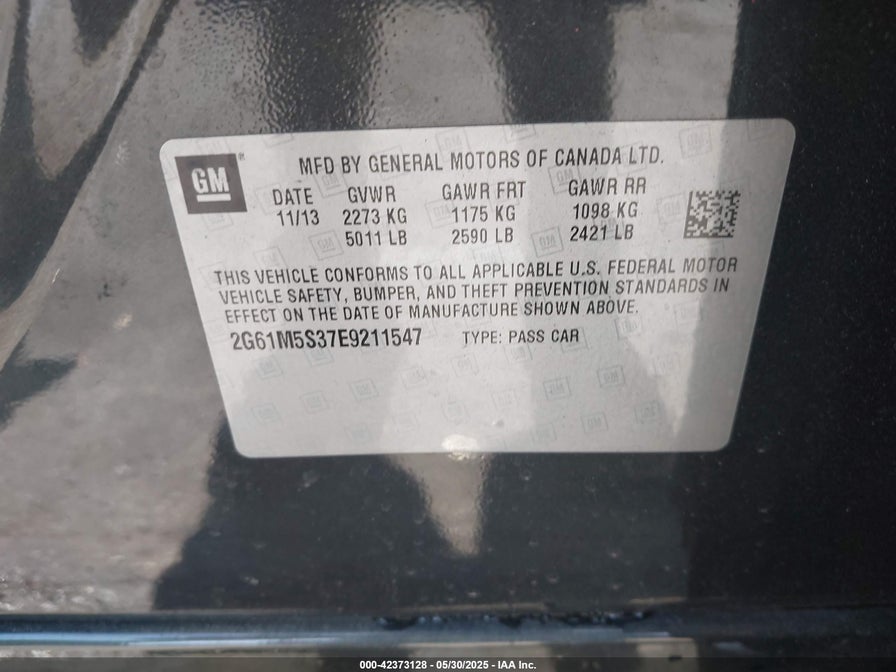 GM®
MFD BY GENERAL MOTORS OF CANADA LTD.
DATE GVWR GAWR FRT GAWR RR
11/13 2273 KG 1175 KG 1098 KG
5011 LB 2590 LB 2421 LB
THIS VEHICLE CONFORMS TO ALL APPLICABLE U.S. FEDERAL MOTOR
VEHICLE SAFETY, BUMPER, AND THEFT PREVENTION STANDARDS IN
EFFECT ON THE DATE OF MANUFACTURE SHOWN ABOVE.
2G61M5S37E9211547 TYPE: PASS CAR
000-42373128 - 05/30/2025 - IAA Inc.